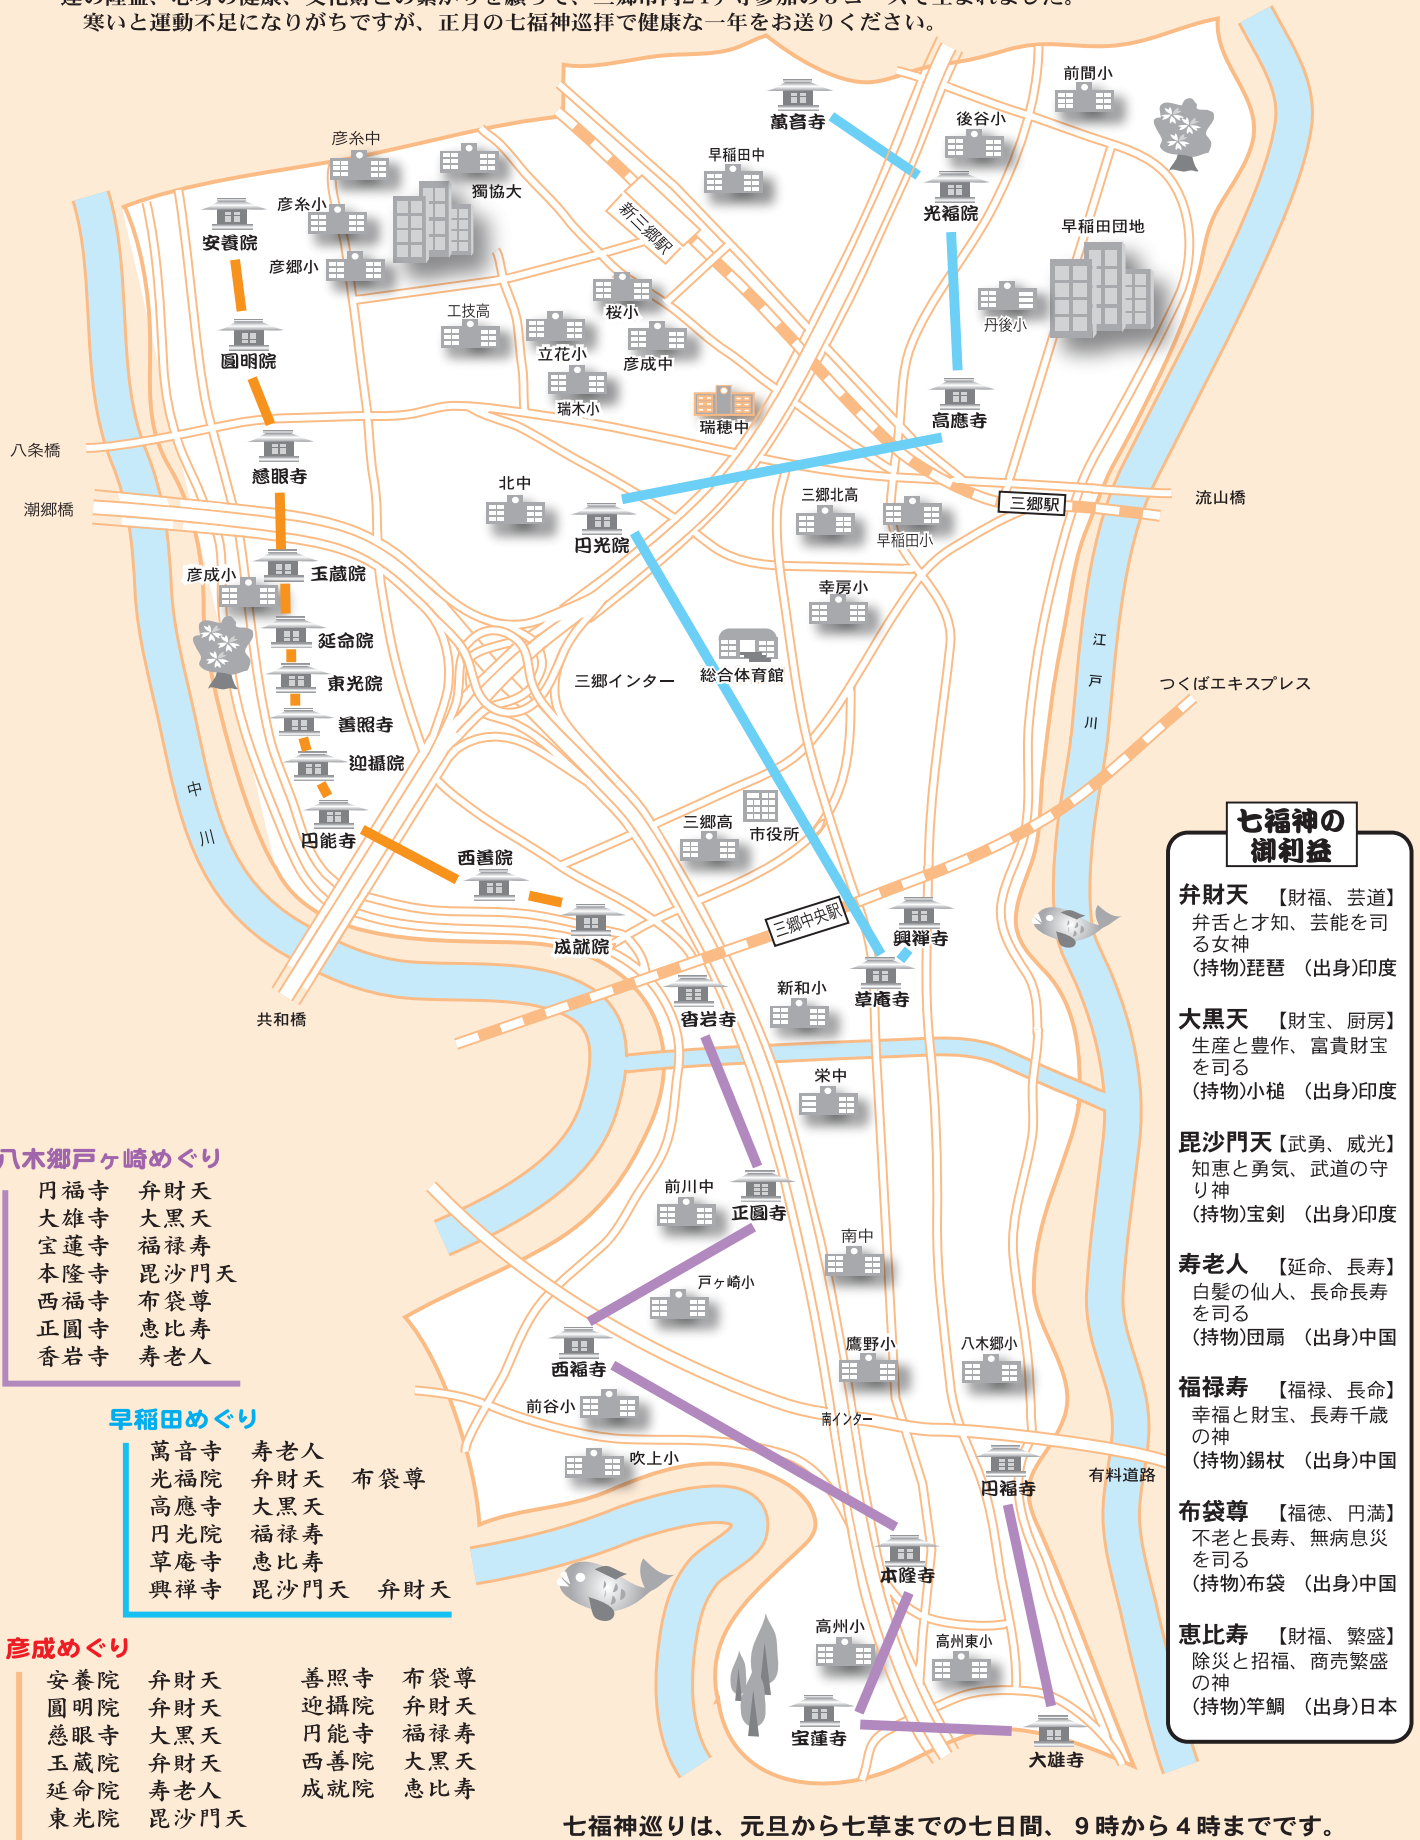 寒いと運動不足になりがちですが、正月の七福神巡拝で健康な一年をお送りください。
前間小
後谷小
萬音寺
彦糸中
早稲田中
獨協大
彦糸小
光福院
新三郷駅
早稲田団地
安養院
彦郷小
桜小
工技高
丹後小
立花小
圓明院
彦成中
瑞木小
高應寺
瑞穂中
八条橋
慈眼寺
北中
三郷北高
流山橋
三郷駅
潮郷橋
早稲田小
円光院
彦成小
玉蔵院
幸房小
延命院
江戸川
総合体育館
三郷インター
つくばエキスプレス
東光院
善照寺
迎攝院
中川
三郷高
市役所
円能寺
西善院
三郷中央駅
興禅寺
成就院
新和小
草庵寺
香岩寺
共和橋
栄中
前川中
正圓寺
南中
戸ヶ崎小
鷹野小
八木郷小
西福寺
前谷小
南インター
吹上小
有料道路
円福寺
本隆寺
高州小
高州東小
宝蓮寺
大雄寺
七福神の
御利益
弁財天 【財福、芸道】
弁舌と才知、芸能を司
る女神
(持物)琵琶 (出身)印度
大黒天 【財宝、厨房】
生産と豊作、富貴財宝
を司る
(持物)小槌 (出身)印度
毘沙門天【武勇、威光】
知恵と勇気、武道の守
り神
(持物)宝剣 (出身)印度
寿老人 【延命、長寿】
白髪の仙人、長命長寿
を司る
(持物)団扇 (出身)中国
福禄寿 【福禄、長命】
幸福と財宝、長寿千歳
の神
(持物)錫杖 (出身)中国
布袋尊 【福徳、円満】
不老と長寿、無病息災
を司る
(持物)布袋 (出身)中国
恵比寿 【財福、繁盛】
除災と招福、商売繁盛
の神
(持物)竿鯛 (出身)日本
八木郷戸ヶ崎めぐり
円福寺 弁財天
大雄寺 大黒天
宝蓮寺 福禄寿
本隆寺 毘沙門天
西福寺 布袋尊
正圓寺 恵比寿
香岩寺 寿老人
早稲田めぐり
萬音寺 寿老人
光福院 弁財天 布袋尊
高應寺 大黒天
円光院 福禄寿
草庵寺 恵比寿
興禅寺 毘沙門天 弁財天
彦成めぐり
安養院 弁財天
圓明院 弁財天
慈眼寺 大黒天
玉蔵院 弁財天
延命院 寿老人
東光院 毘沙門天
善照寺 布袋尊
迎攝院 弁財天
円能寺 福禄寿
西善院 大黒天
成就院 恵比寿
七福神巡りは、元旦から七草までの七日間、９時から４時までです。